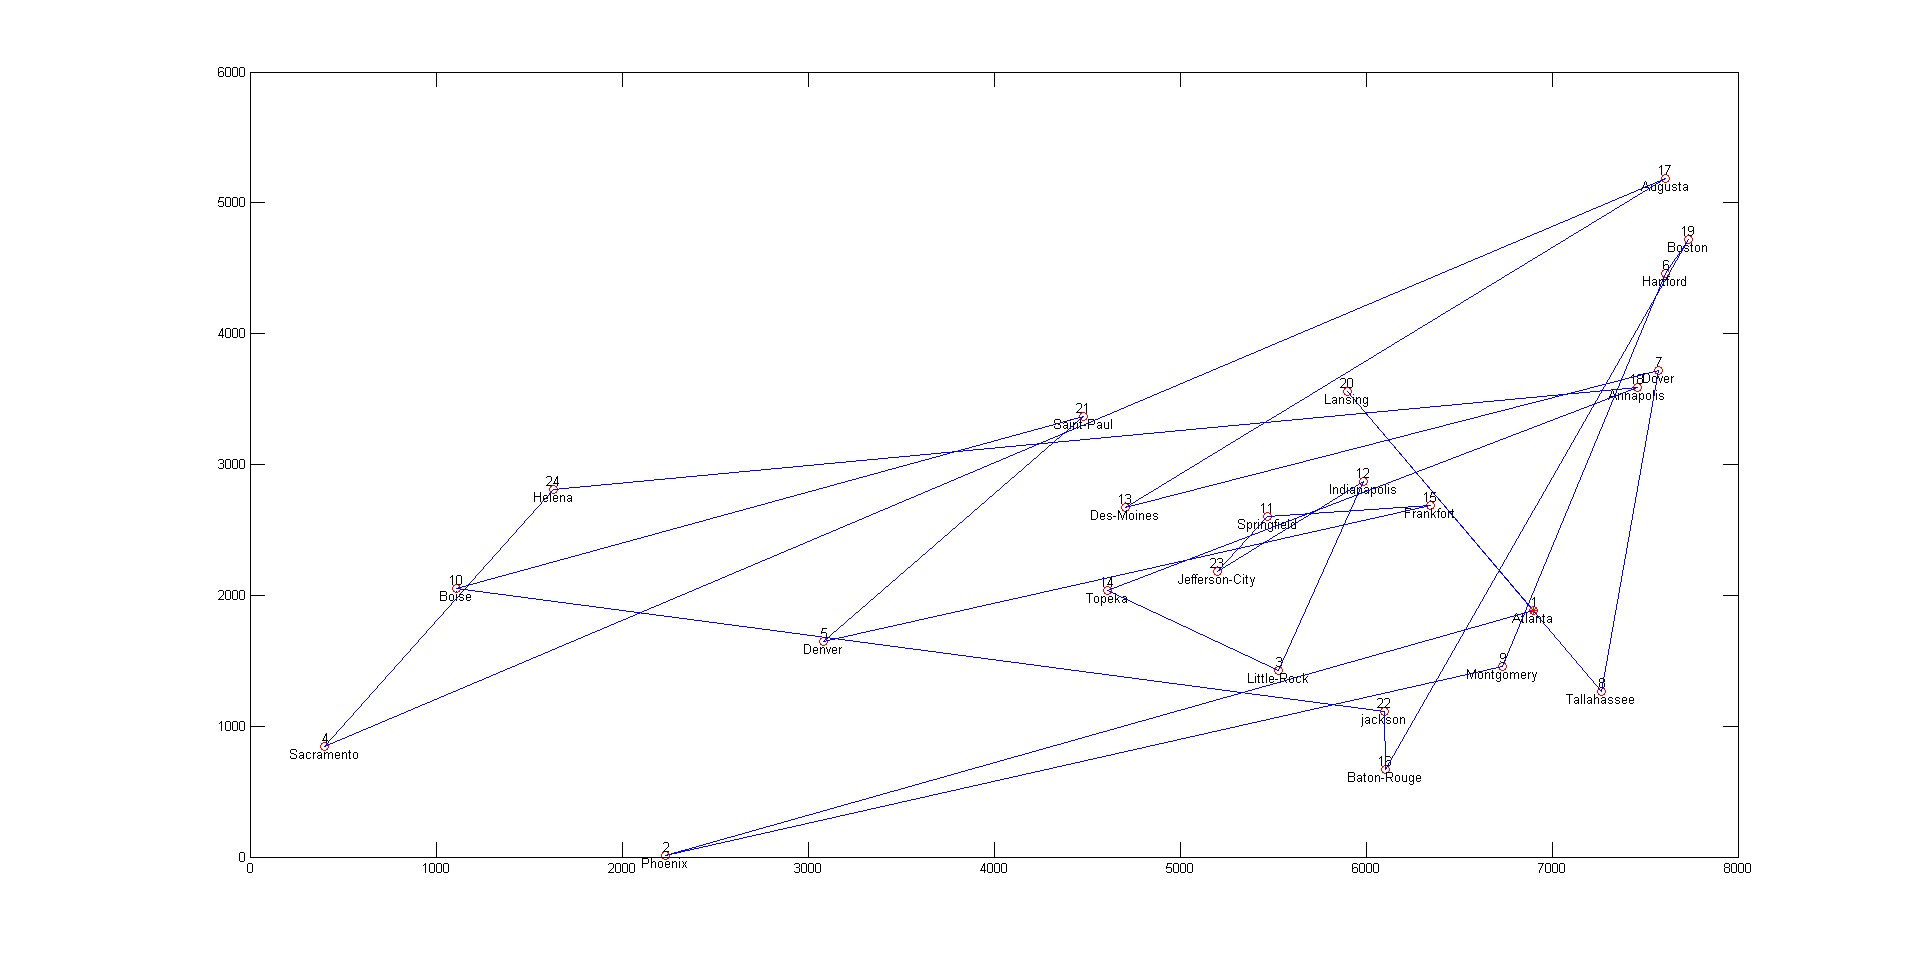 6000
17
Augusta
5000
19
Boston
6
Hartford
4000
7
Dover
18
Annapolis
20
Lansing
21
Saint-Paul
3000
24
Helena
12
Indianapolis
13
Des-Moines
15
Frankfort
11
Springfield
23
Jefferson-City
2000
10
Boise
14
Topeka
1
Atlanta
5
Denver
3
Little-Rock
9
Montgomery
8
Tallahassee
1000
22
jackson
4
Sacramento
16
Baton-Rouge
2
Phoenix
0
0 1000 2000 3000 4000 5000 6000 7000 8000